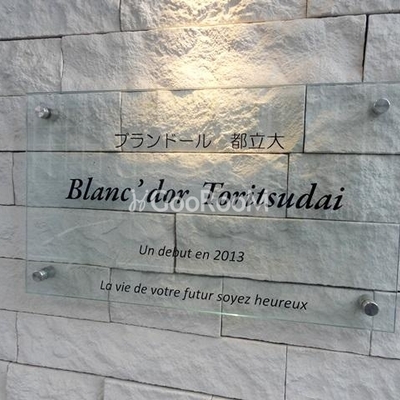 ブランドール 都立大
Blanc'dor Toritsudai
GooRooM
Un debut en 2013
La vie de votre futur soyez heureux